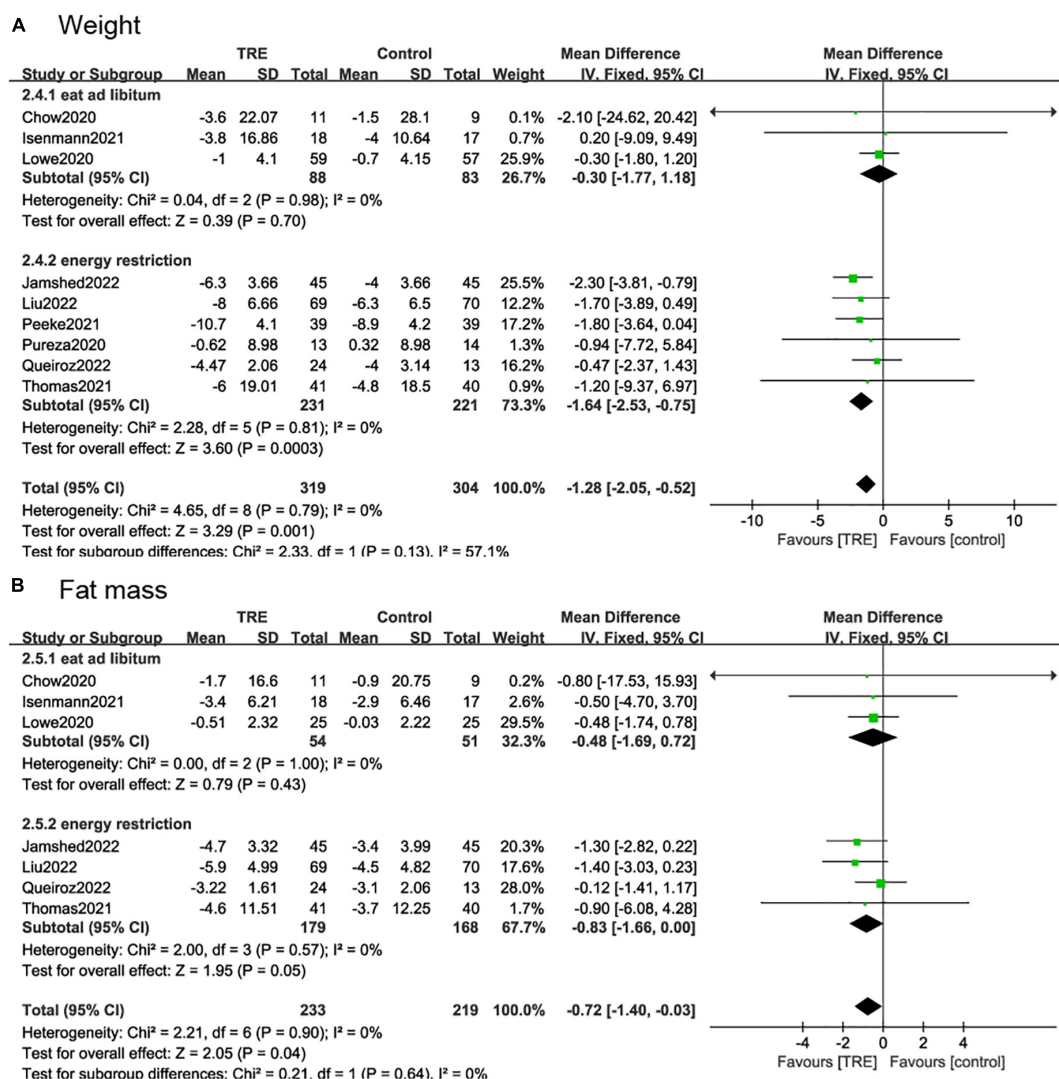 A Weight
TRE Control Mean Difference Mean Difference
Study or Subgroup Mean SD Total Mean SD Total Weight IV, Fixed, 95% CI IV, Fixed, 95% CI
2.4.1 eat ad libitum
Chow2020 -3.6 22.07 11 -1.5 28.1 9 0.1% -2.10 [-24.62, 20.42]
Isenmann2021 -3.8 16.86 18 -4 10.64 17 0.7% 0.20 [-9.09, 9.49]
Lowe2020 -1 4.1 59 -0.7 4.15 57 25.9% -0.30 [-1.80, 1.20]
Subtotal (95% CI) 88 83 26.7% -0.30 [-1.77, 1.18]
Heterogeneity: Chi² = 0.04, df = 2 (P = 0.98); I² = 0%
Test for overall effect: Z = 0.39 (P = 0.70)
2.4.2 energy restriction
Jamshed2022 -6.3 3.66 45 -4 3.66 45 25.5% -2.30 [-3.81, -0.79]
Liu2022 -8 6.66 69 -6.3 6.5 70 12.2% -1.70 [-3.89, 0.49]
Peeke2021 -10.7 4.1 39 -8.9 4.2 39 17.2% -1.80 [-3.64, 0.04]
Pureza2020 -0.62 8.98 13 0.32 8.98 14 1.3% -0.94 [-7.72, 5.84]
Queiroz2022 -4.47 2.06 24 -4 3.14 13 16.2% -0.47 [-2.37, 1.43]
Thomas2021 -6 19.01 41 -4.8 18.5 40 0.9% -1.20 [-9.37, 6.97]
Subtotal (95% CI) 231 221 73.3% -1.64 [-2.53, -0.75]
Heterogeneity: Chi² = 2.28, df = 5 (P = 0.81); I² = 0%
Test for overall effect: Z = 3.60 (P = 0.0003)
Total (95% CI) 319 304 100.0% -1.28 [-2.05, -0.52]
Heterogeneity: Chi² = 4.65, df = 8 (P = 0.79); I² = 0%
Test for overall effect: Z = 3.29 (P = 0.001)
Test for subgroup differences: Chi² = 2.33, df = 1 (P = 0.13), I² = 57.1%
-10 -5 0 5 10
Favours [TRE] Favours [control]
B Fat mass
TRE Control Mean Difference Mean Difference
Study or Subgroup Mean SD Total Mean SD Total Weight IV, Fixed, 95% CI IV, Fixed, 95% CI
2.5.1 eat ad libitum
Chow2020 -1.7 16.6 11 -0.9 20.75 9 0.2% -0.80 [-17.53, 15.93]
Isenmann2021 -3.4 6.21 18 -2.9 6.46 17 2.6% -0.50 [-4.70, 3.70]
Lowe2020 -0.51 2.32 25 -0.03 2.22 25 29.5% -0.48 [-1.74, 0.78]
Subtotal (95% CI) 54 51 32.3% -0.48 [-1.69, 0.72]
Heterogeneity: Chi² = 0.00, df = 2 (P = 1.00); I² = 0%
Test for overall effect: Z = 0.79 (P = 0.43)
2.5.2 energy restriction
Jamshed2022 -4.7 3.32 45 -3.4 3.99 45 20.3% -1.30 [-2.82, 0.22]
Liu2022 -5.9 4.99 69 -4.5 4.82 70 17.6% -1.40 [-3.03, 0.23]
Queiroz2022 -3.22 1.61 24 -3.1 2.06 13 28.0% -0.12 [-1.41, 1.17]
Thomas2021 -4.6 11.51 41 -3.7 12.25 40 1.7% -0.90 [-6.08, 4.28]
Subtotal (95% CI) 179 168 67.7% -0.83 [-1.66, 0.00]
Heterogeneity: Chi² = 2.00, df = 3 (P = 0.57); I² = 0%
Test for overall effect: Z = 1.95 (P = 0.05)
Total (95% CI) 233 219 100.0% -0.72 [-1.40, -0.03]
Heterogeneity: Chi² = 2.21, df = 6 (P = 0.90); I² = 0%
Test for overall effect: Z = 2.05 (P = 0.04)
Test for subgroup differences: Chi² = 0.21, df = 1 (P = 0.64), I² = 0%
-4 -2 0 2 4
Favours [TRE] Favours [control]